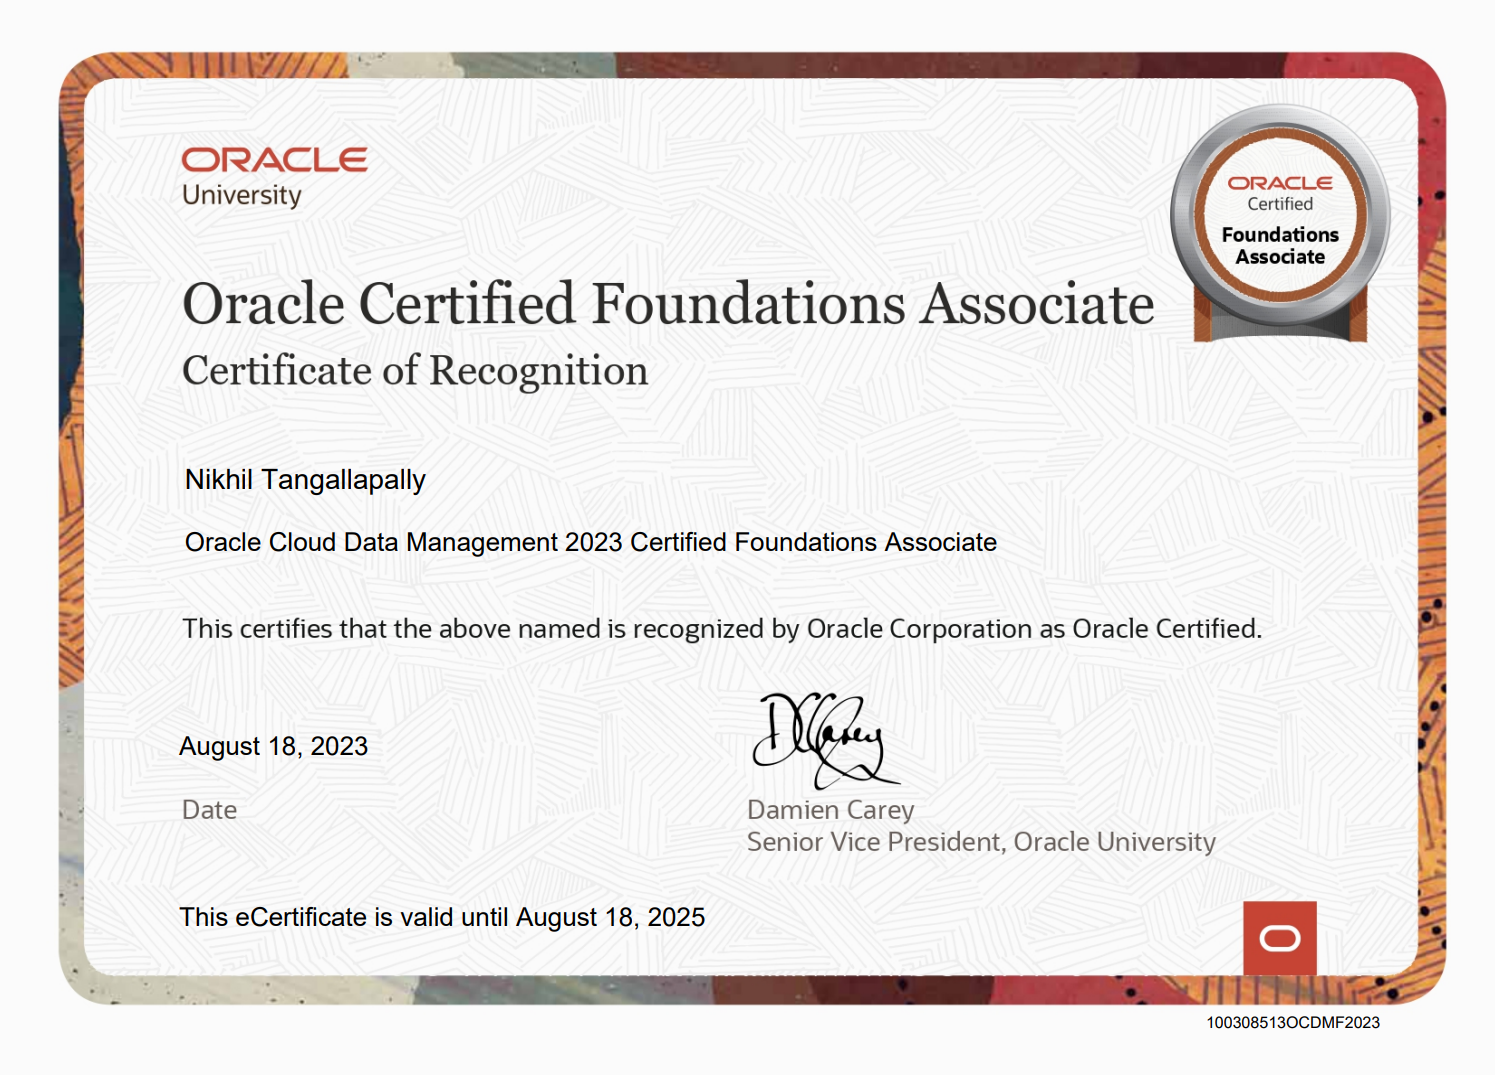 ORACLE
University
ORACLE
Certified
Foundations
Associate
Oracle Certified Foundations Associate
Certificate of Recognition
Nikhil Tangallapally
Oracle Cloud Data Management 2023 Certified Foundations Associate
This certifies that the above named is recognized by Oracle Corporation as Oracle Certified.
August 18, 2023
Date
DCarey
Damien Carey
Senior Vice President, Oracle University
This eCertificate is valid until August 18, 2025
100308513OCDMF2023